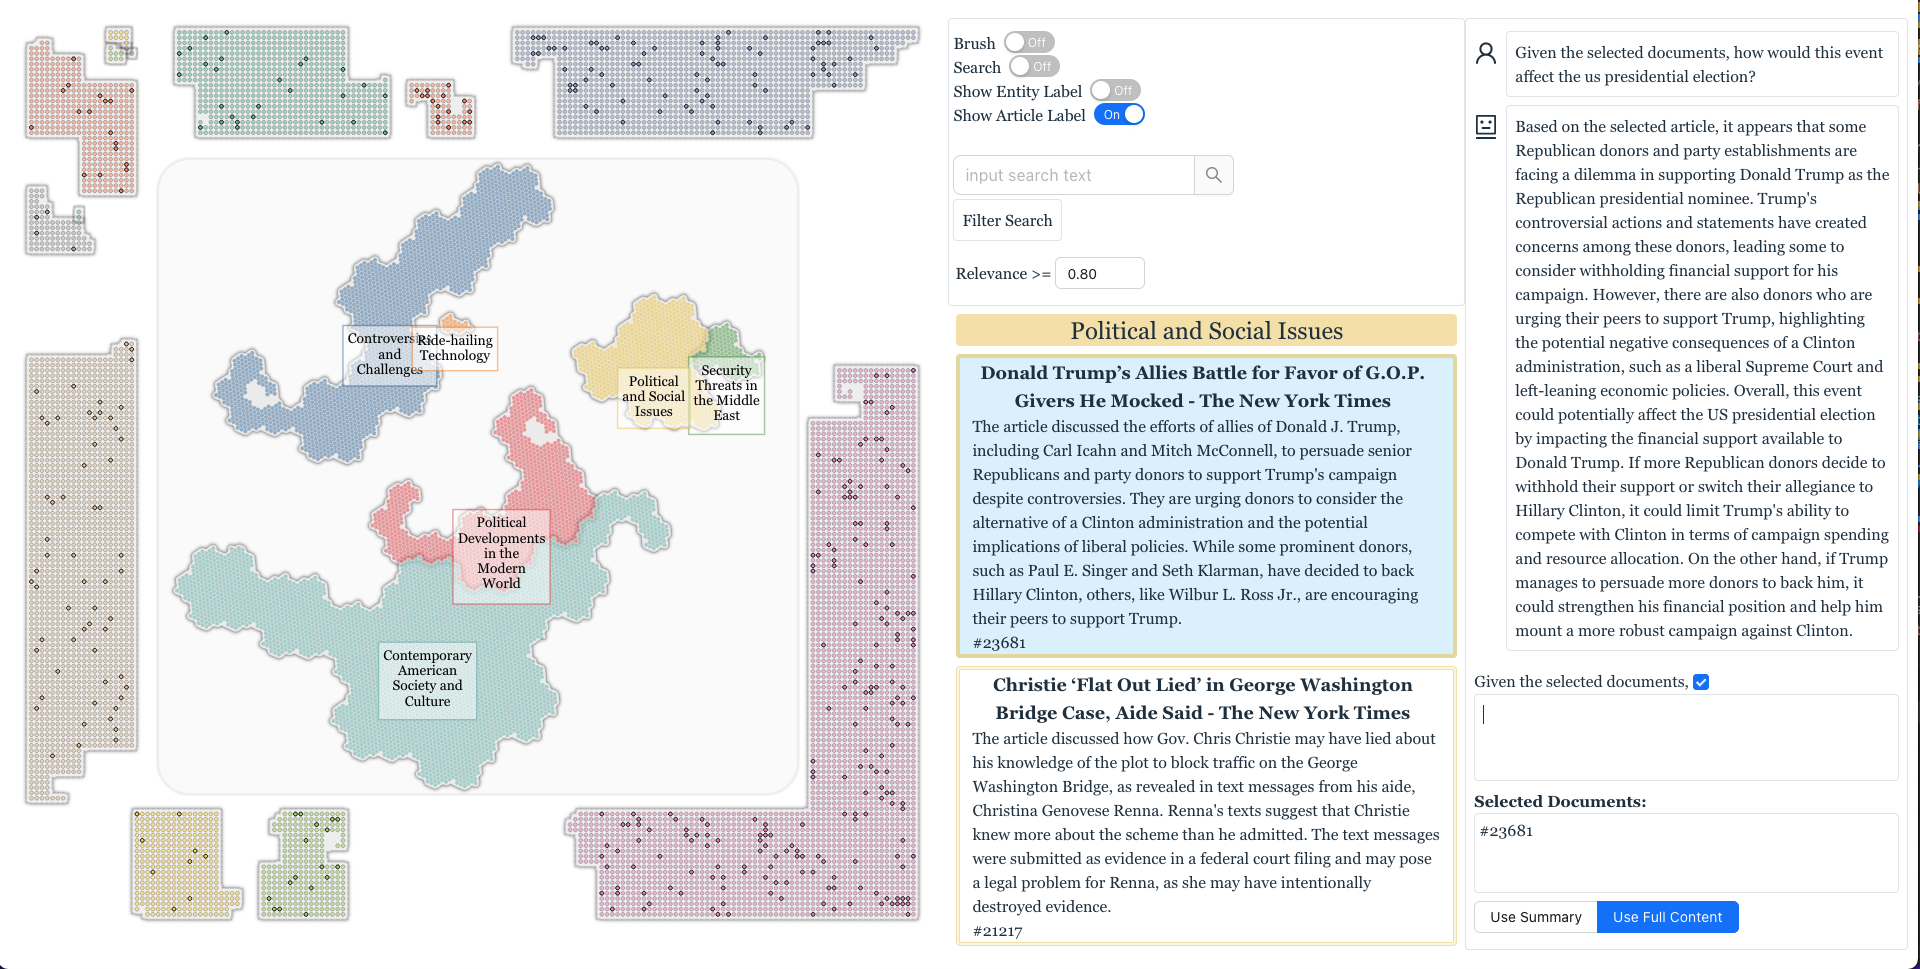 Controvers
and
Challenges
Ride-hailing
Technology
Political
and Social
Issues
Security
Threats in
the Middle
East
Political
Developments
in the
Modern
World
Contemporary
American
Society and
Culture
Brush Off
Search Off
Show Entity Label Off
Show Article Label On
input search text
Filter Search
Relevance >= 0.80
Political and Social Issues
Donald Trump’s Allies Battle for Favor of G.O.P.
Givers He Mocked - The New York Times
The article discussed the efforts of allies of Donald J. Trump,
including Carl Icahn and Mitch McConnell, to persuade senior
Republicans and party donors to support Trump's campaign
despite controversies. They are urging donors to consider the
alternative of a Clinton administration and the potential
implications of liberal policies. While some prominent donors,
such as Paul E. Singer and Seth Klarman, have decided to back
Hillary Clinton, others, like Wilbur L. Ross Jr., are encouraging
their peers to support Trump.
#23681
Christie ‘Flat Out Lied’ in George Washington
Bridge Case, Aide Said - The New York Times
The article discussed how Gov. Chris Christie may have lied about
his knowledge of the plot to block traffic on the George
Washington Bridge, as revealed in text messages from his aide,
Christina Genovese Renna. Renna's texts suggest that Christie
knew more about the scheme than he admitted. The text messages
were submitted as evidence in a federal court filing and may pose
a legal problem for Renna, as she may have intentionally
destroyed evidence.
#21217
Given the selected documents, how would this event
affect the us presidential election?
Based on the selected article, it appears that some
Republican donors and party establishments are
facing a dilemma in supporting Donald Trump as the
Republican presidential nominee. Trump's
controversial actions and statements have created
concerns among these donors, leading some to
consider withholding financial support for his
campaign. However, there are also donors who are
urging their peers to support Trump, highlighting
the potential negative consequences of a Clinton
administration, such as a liberal Supreme Court and
left-leaning economic policies. Overall, this event
could potentially affect the US presidential election
by impacting the financial support available to
Donald Trump. If more Republican donors decide to
withhold their support or switch their allegiance to
Hillary Clinton, it could limit Trump's ability to
compete with Clinton in terms of campaign spending
and resource allocation. On the other hand, if Trump
manages to persuade more donors to back him, it
could strengthen his financial position and help him
mount a more robust campaign against Clinton.
Given the selected documents,
Selected Documents:
#23681
Use Summary Use Full Content